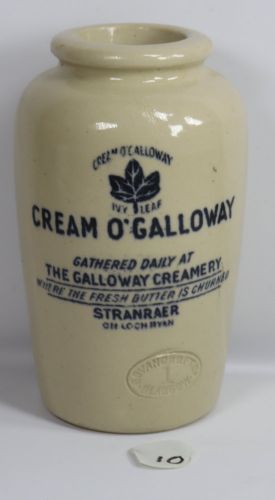 CREAM O'GALLOWAY
IVY LEAF
CREAM O'GALLOWAY
GATHERED DAILY AT
THE GALLOWAY CREAMERY
WHERE THE FRESH BUTTER IS CHURNED
STRANRAER
ON LOCH RYAN
GLASGOW
10